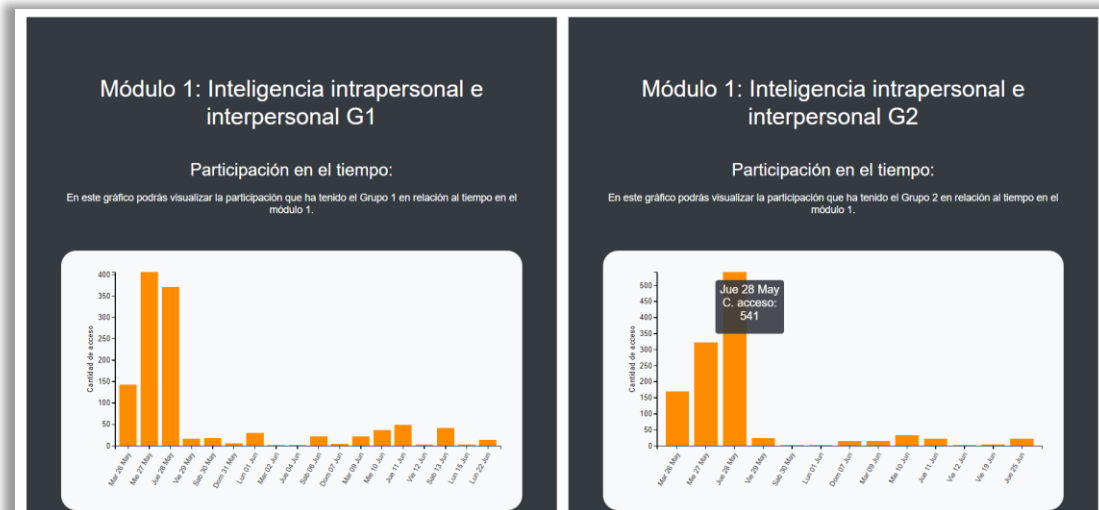 Módulo 1: Inteligencia intrapersonal e
interpersonal G1
Participación en el tiempo:
En este gráfico podrás visualizar la participación que ha tenido el Grupo 1 en relación al tiempo en el
módulo 1.
Cantidad de acceso
400
350
300
250
200
150
100
50
0
Mar 26 May
Mie 27 May
Jue 28 May
Vie 29 May
Sab 30 May
Dom 31 May
Lun 01 Jun
Mar 02 Jun
Jue 04 Jun
Sab 06 Jun
Dom 07 Jun
Mar 09 Jun
Mie 10 Jun
Jue 11 Jun
Vie 12 Jun
Sab 13 Jun
Lun 15 Jun
Lun 22 Jun
Módulo 1: Inteligencia intrapersonal e
interpersonal G2
Participación en el tiempo:
En este gráfico podrás visualizar la participación que ha tenido el Grupo 2 en relación al tiempo en el
módulo 1.
Cantidad de acceso
500
450
400
350
300
250
200
150
100
50
0
Jue 28 May
C. acceso:
541
Mar 26 May
Mie 27 May
Jue 28 May
Vie 29 May
Sab 30 May
Lun 01 Jun
Dom 07 Jun
Mar 09 Jun
Mie 10 Jun
Jue 11 Jun
Vie 12 Jun
Vie 19 Jun
Jue 25 Jun